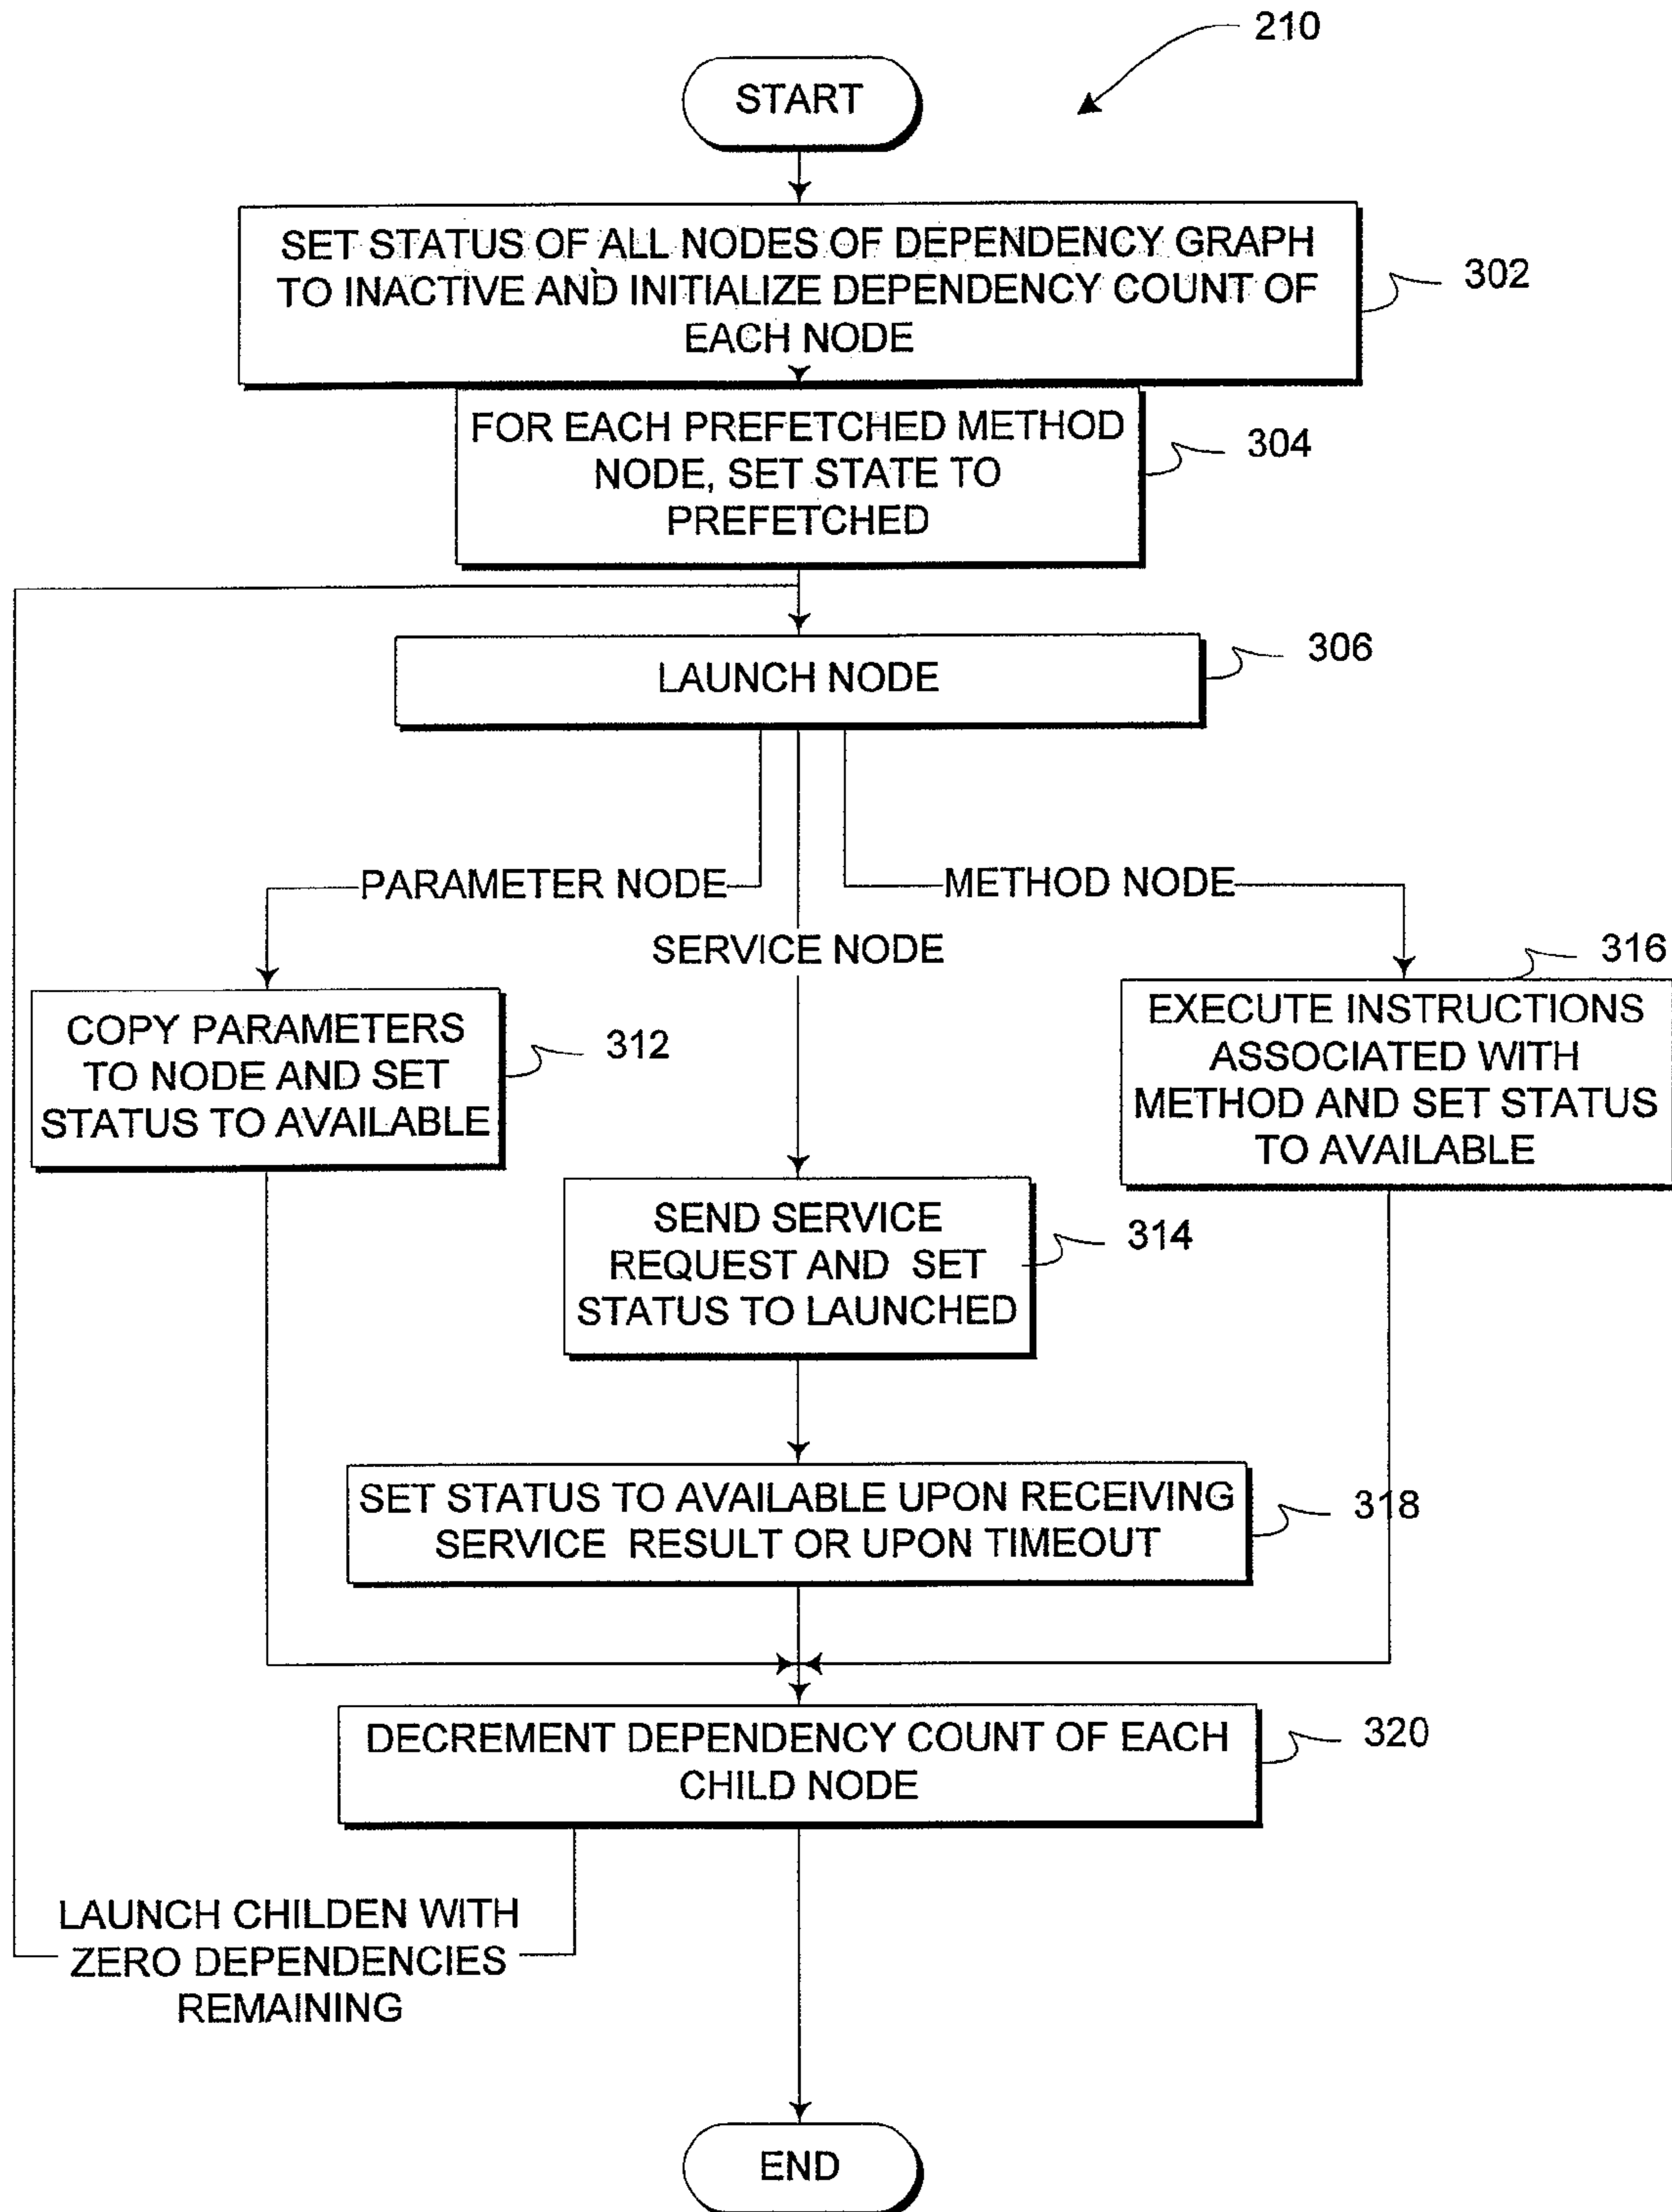 210
START
SET STATUS OF ALL NODES OF DEPENDENCY GRAPH
TO INACTIVE AND INITIALIZE DEPENDENCY COUNT OF
EACH NODE
302
FOR EACH PREFETCHED METHOD
NODE, SET STATE TO
PREFETCHED
304
LAUNCH NODE
306
PARAMETER NODE
METHOD NODE
SERVICE NODE
COPY PARAMETERS
TO NODE AND SET
STATUS TO AVAILABLE
312
316
EXECUTE INSTRUCTIONS
ASSOCIATED WITH
METHOD AND SET STATUS
TO AVAILABLE
SEND SERVICE
REQUEST AND SET
STATUS TO LAUNCHED
314
SET STATUS TO AVAILABLE UPON RECEIVING
SERVICE RESULT OR UPON TIMEOUT
318
DECREMENT DEPENDENCY COUNT OF EACH
CHILD NODE
320
LAUNCH CHILDEN WITH
ZERO DEPENDENCIES
REMAINING
END